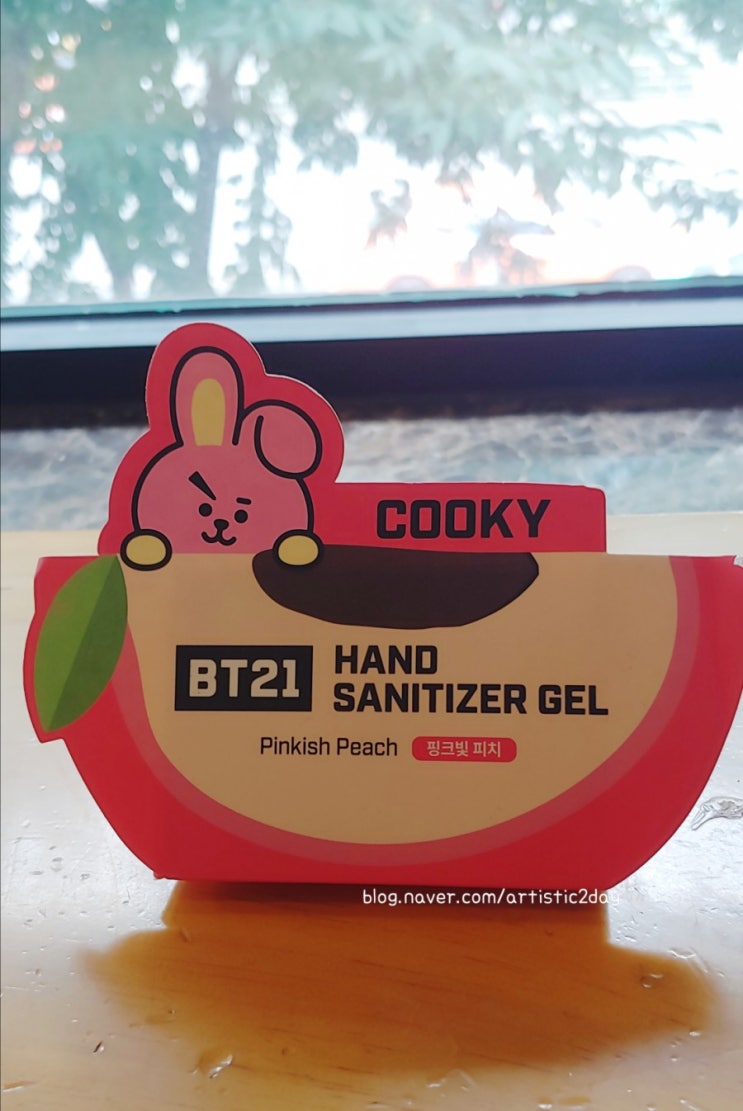 COOKY
BT21
HAND
SANITIZER GEL
Pinkish Peach 핑크빛 피치
blog.naver.com/artistic2day